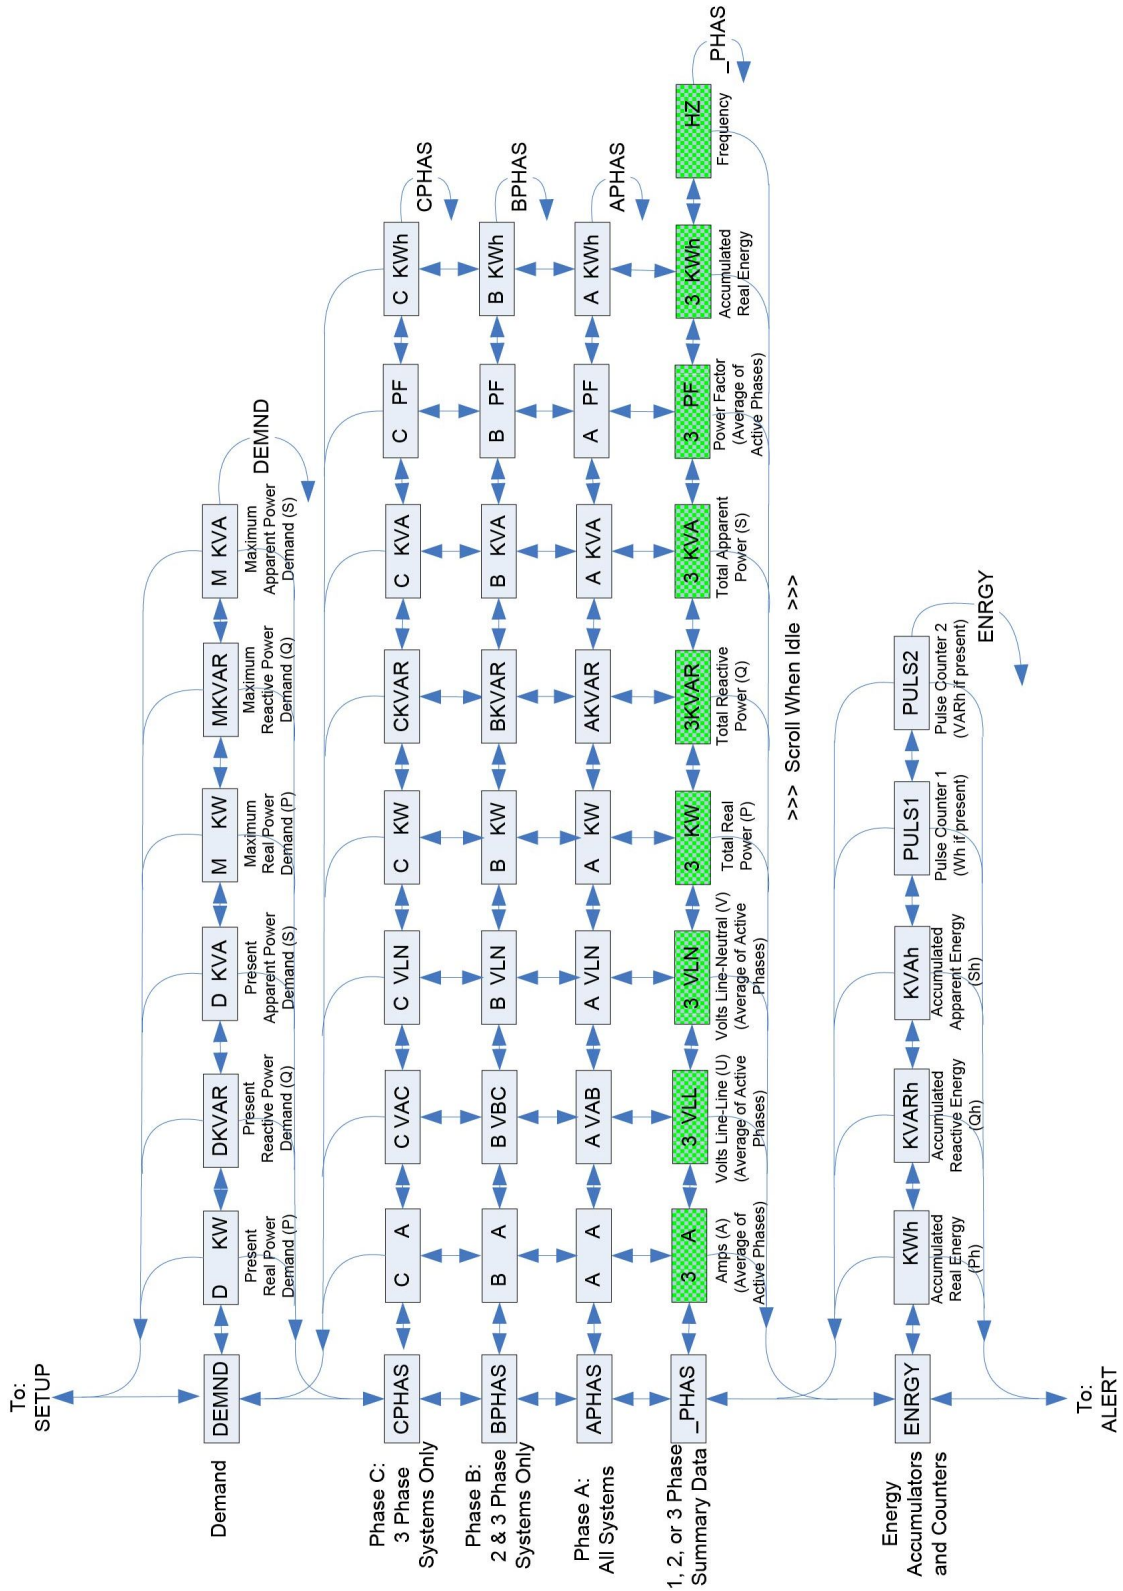 To:
SETUP
Demand
DEMND
D KW
Present
Real Power
Demand (P)
DKVAR
Present
Reactive Power
Demand (Q)
D KVA
Present
Apparent Power
Demand (S)
M KW
Maximum
Real Power
Demand (P)
MKVAR
Maximum
Reactive Power
Demand (Q)
M KVA
Maximum
Apparent Power
Demand (S)
DEMND
Phase C:
3 Phase
Systems Only
CPHAS
C A
C VAC
C VLN
C KW
CKVAR
C KVA
C PF
C KWh
CPHAS
Phase B:
2 & 3 Phase
Systems Only
BPHAS
B A
B VBC
B VLN
B KW
BKVAR
B KVA
B PF
B KWh
BPHAS
Phase A:
All Systems
APHAS
A A
A VAB
A VLN
A KW
AKVAR
A KVA
A PF
A KWh
APHAS
1, 2, or 3 Phase
Summary Data
_PHAS
3 A
Amps (A)
(Average of
Active Phases)
3 VLL
Volts Line-Line (U)
(Average of Active
Phases)
3 VLN
Volts Line-Neutral (V)
(Average of Active
Phases)
3 KW
Total Real
Power (P)
3KVAR
Total Reactive
Power (Q)
3 KVA
Total Apparent
Power (S)
3 PF
Power Factor
(Average of
Active Phases)
3 KWh
Accumulated
Real Energy
HZ
Frequency
_PHAS
>>> Scroll When Idle >>>
Energy
Accumulators
and Counters
ENRGY
KWh
Accumulated
Real Energy
(Ph)
KVARh
Accumulated
Reactive Energy
(Qh)
KVAh
Accumulated
Apparent Energy
(Sh)
PULS1
Pulse Counter 1
(Wh if present)
PULS2
Pulse Counter 2
(VARh if present)
ENRGY
To:
ALERT